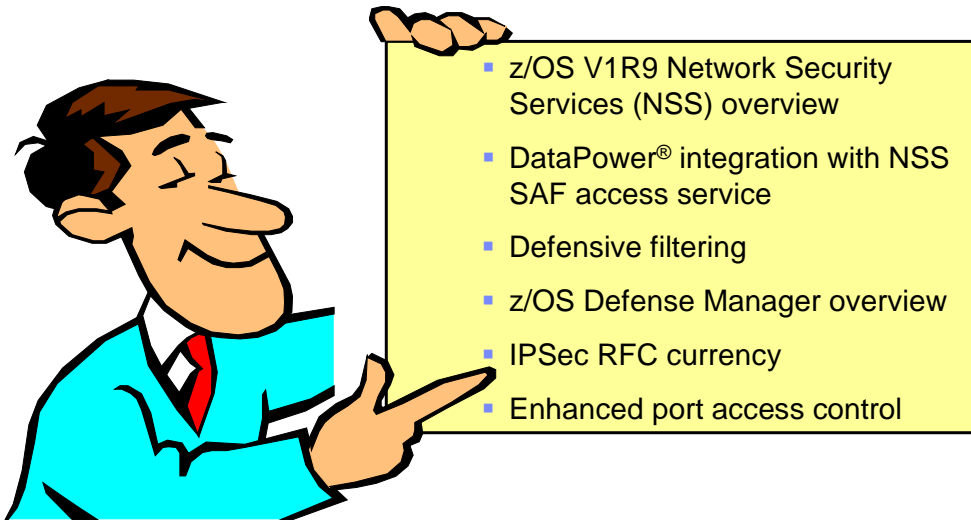 ▪ z/OS V1R9 Network Security
Services (NSS) overview
▪ DataPower® integration with NSS
SAF access service
▪ Defensive filtering
▪ z/OS Defense Manager overview
▪ IPSec RFC currency
▪ Enhanced port access control